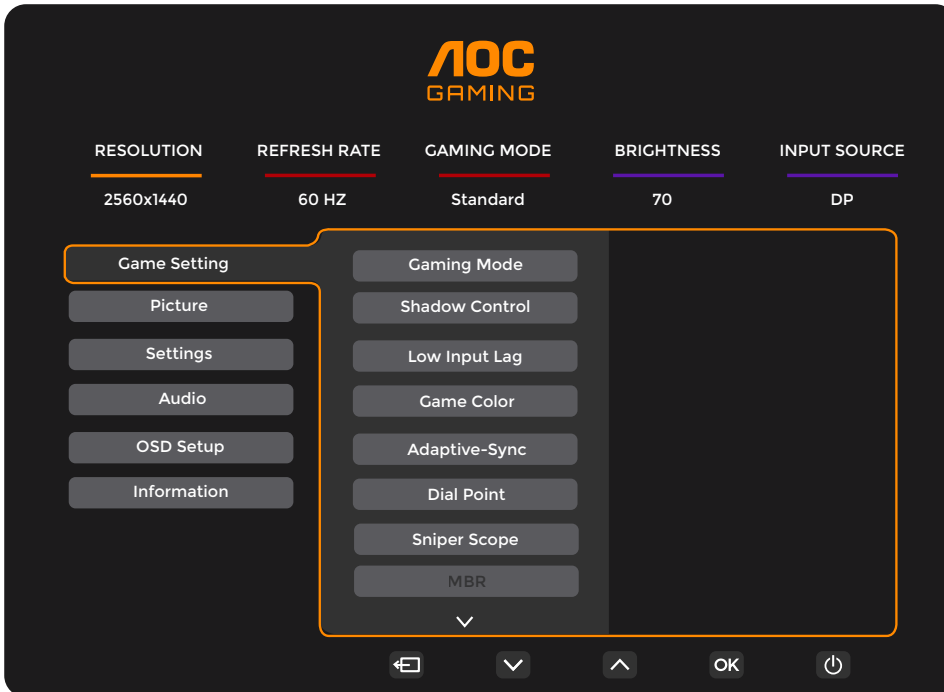 AOC
GAMING
RESOLUTION REFRESH RATE GAMING MODE BRIGHTNESS INPUT SOURCE
2560x1440 60 HZ Standard 70 DP
Game Setting
Picture
Settings
Audio
OSD Setup
Information
Gaming Mode
Shadow Control
Low Input Lag
Game Color
Adaptive-Sync
Dial Point
Sniper Scope
MBR
OK